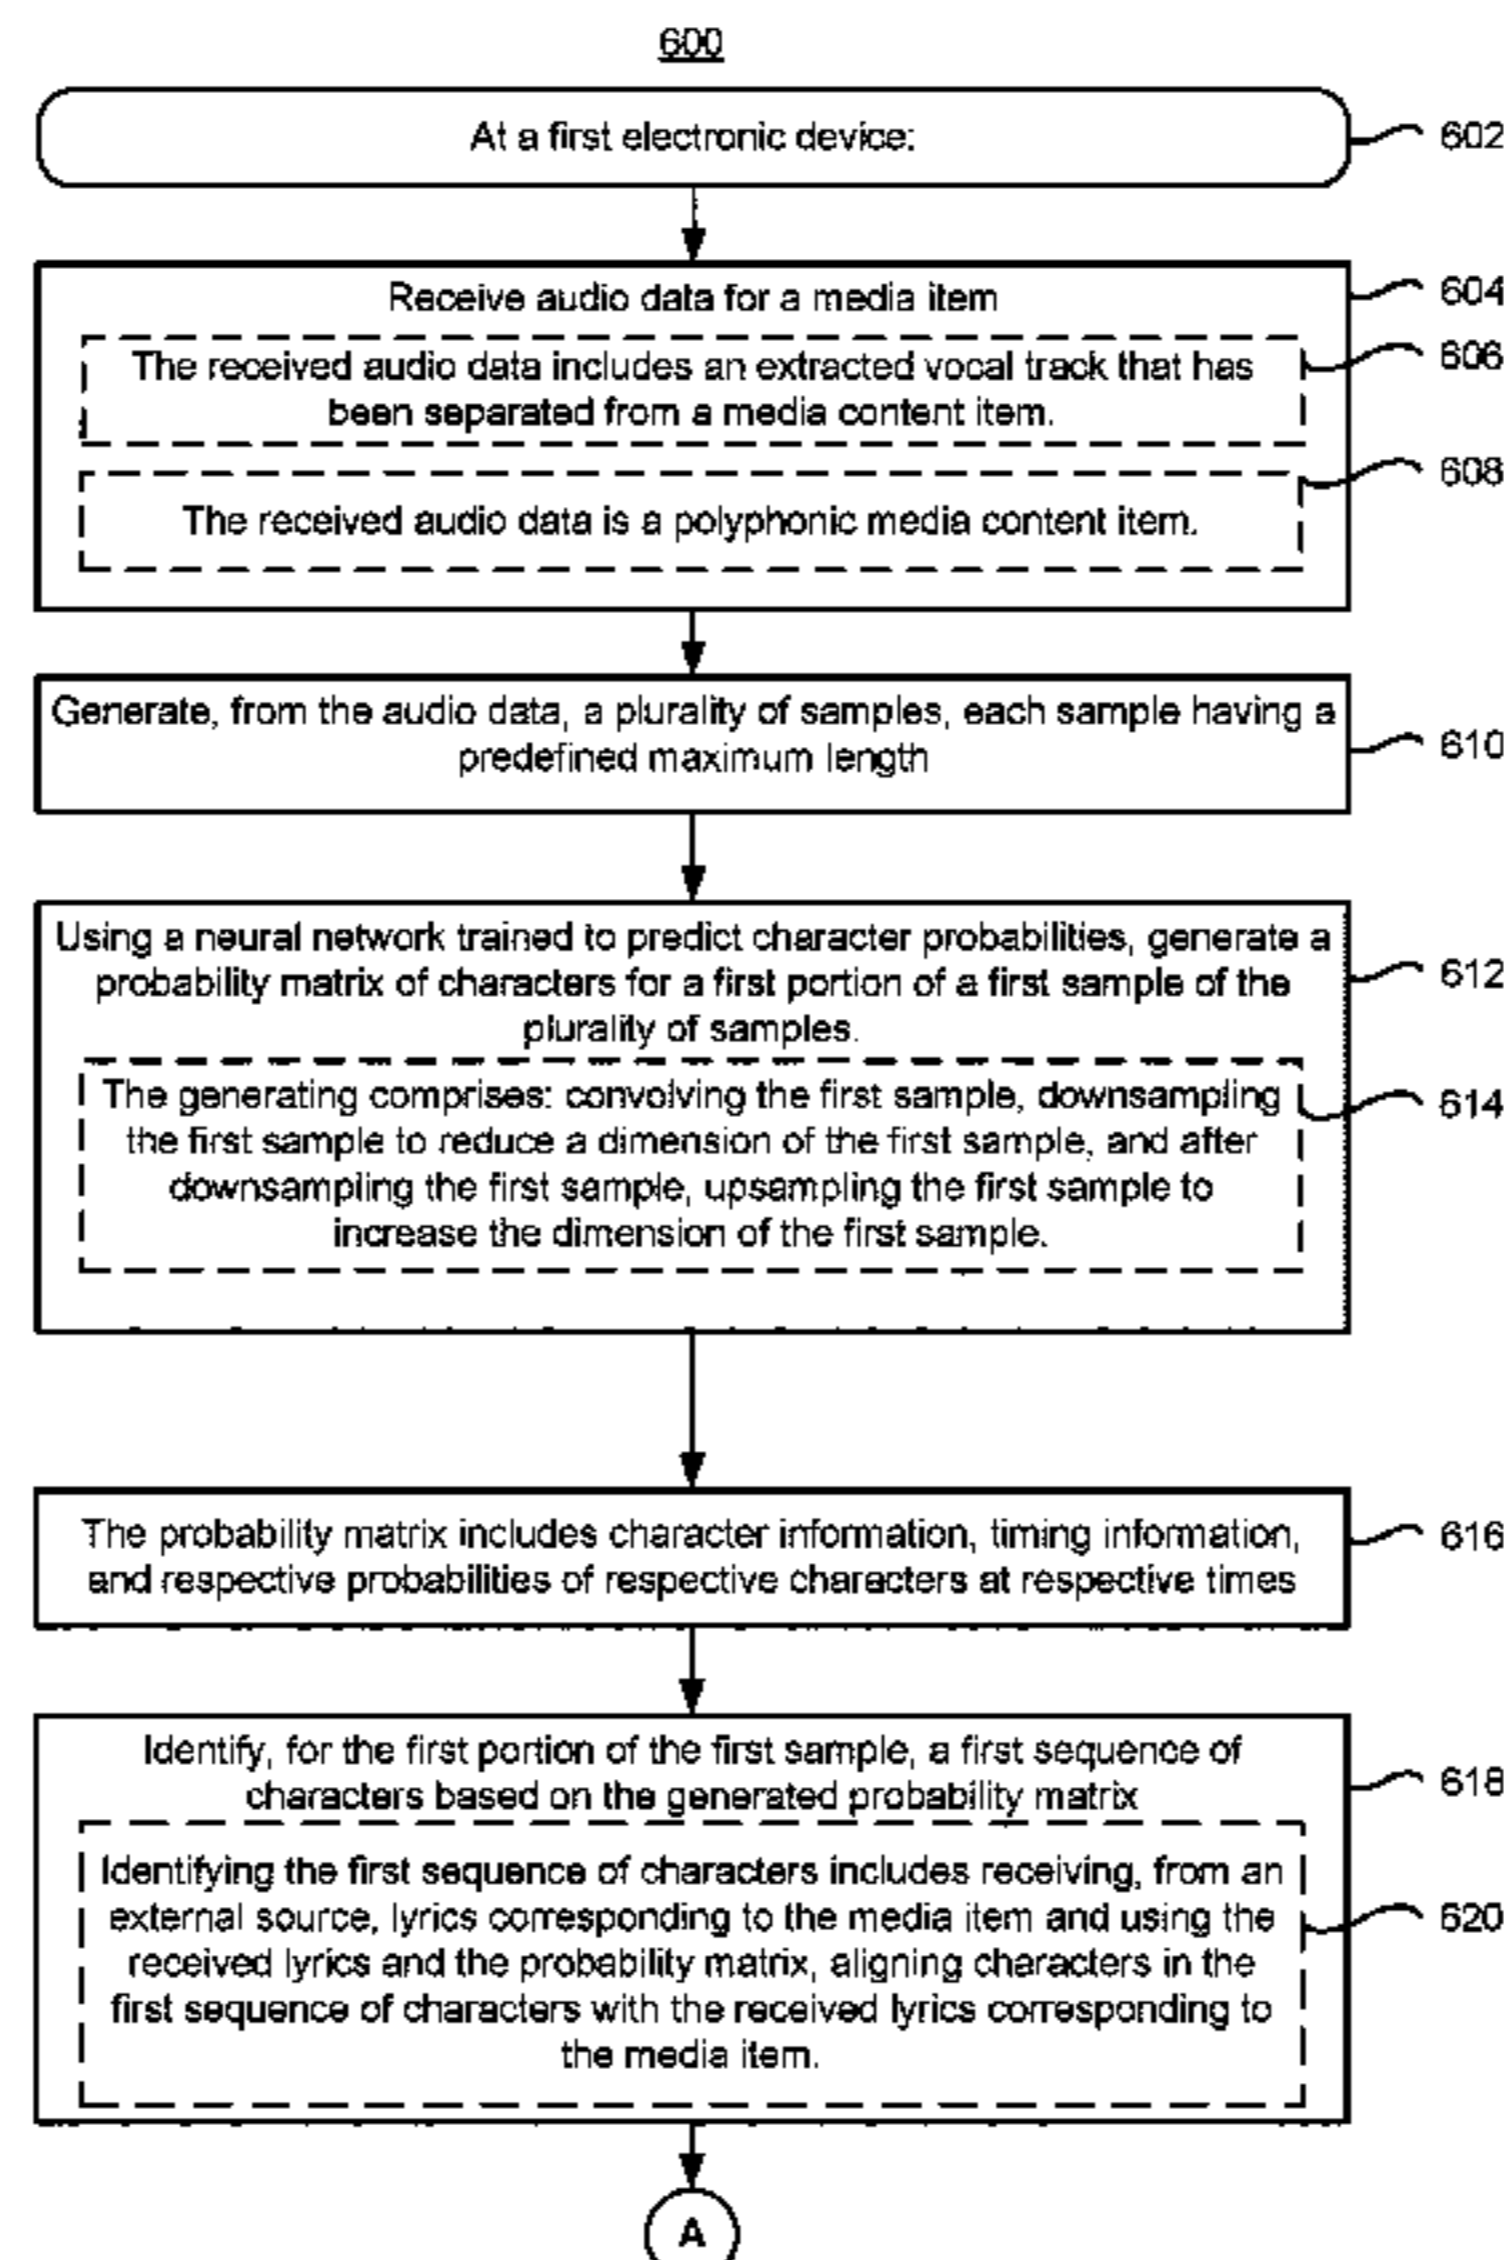 600
At a first electronic device:
602
Receive audio data for a media item
604
The received audio data includes an extracted vocal track that has
been separated from a media content item.
606
The received audio data is a polyphonic media content item.
608
Generate, from the audio data, a plurality of samples, each sample having a
predefined maximum length
610
Using a neural network trained to predict character probabilities, generate a
probability matrix of characters for a first portion of a first sample of the
plurality of samples.
612
The generating comprises: convolving the first sample, downsampling
the first sample to reduce a dimension of the first sample, and after
downsampling the first sample, upsampling the first sample to
increase the dimension of the first sample.
614
The probability matrix includes character information, timing information,
and respective probabilities of respective characters at respective times
616
Identify, for the first portion of the first sample, a first sequence of
characters based on the generated probability matrix
618
Identifying the first sequence of characters includes receiving, from an
external source, lyrics corresponding to the media item and using the
received lyrics and the probability matrix, aligning characters in the
first sequence of characters with the received lyrics corresponding to
the media item.
620
A